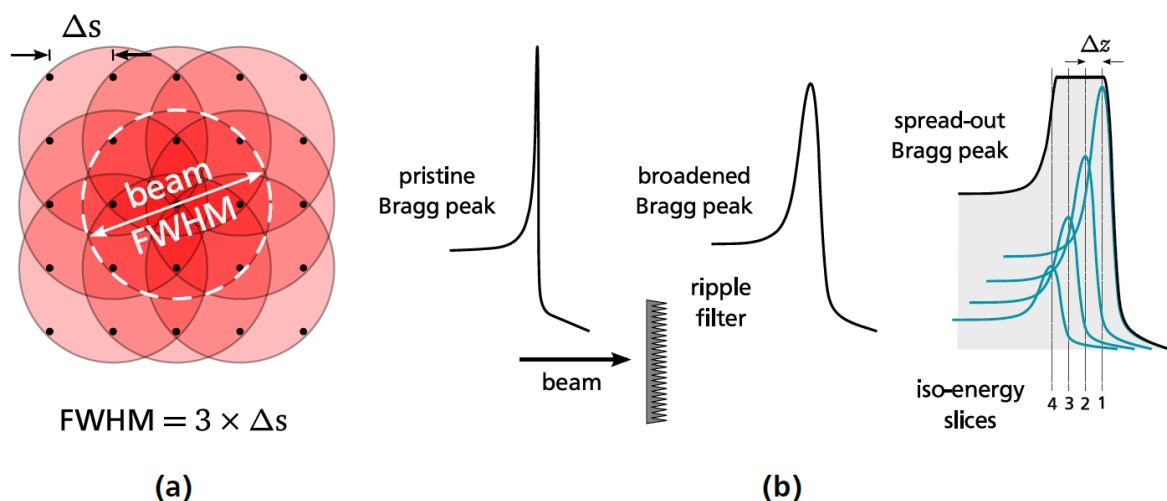 Δs
beam
FWHM
FWHM = 3 × Δs
(a)
pristine
Bragg peak
beam
broadened
Bragg peak
ripple
filter
spread-out
Bragg peak
Δz
iso-energy
slices
4 3 2 1
(b)